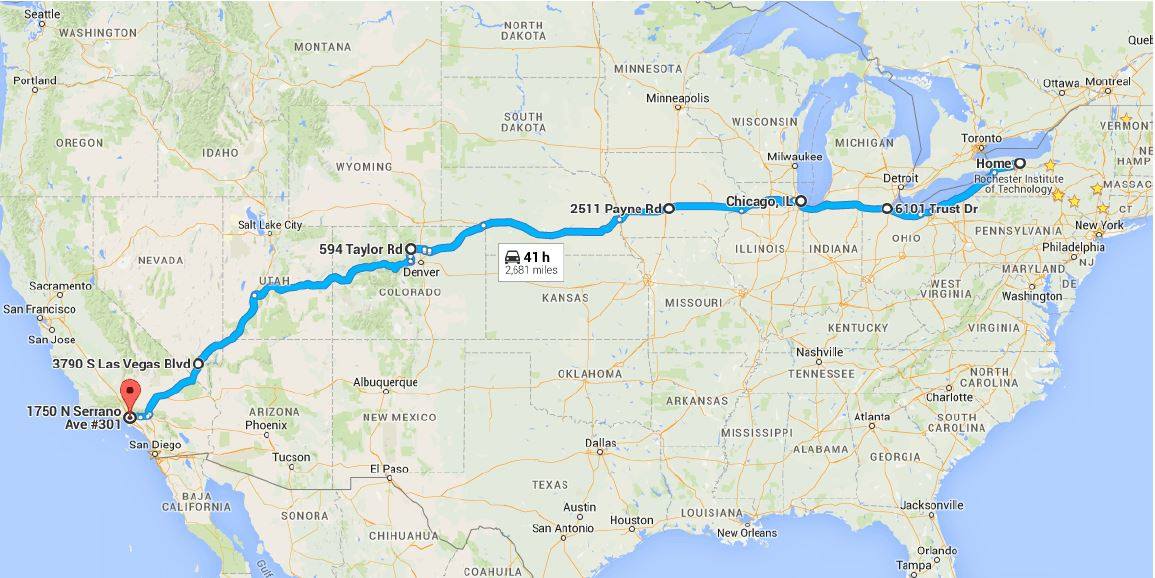 Seattle
WASHINGTON
NORTH
DAKOTA
MONTANA
Queb
MINNESOTA
Portland
Ottawa
Montreal
Minneapolis
SOUTH
DAKOTA
WISCONSIN
VERMONT
OREGON
IDAHO
MICHIGAN
Toronto
Milwaukee
WYOMING
Home
NEW
HAMP
Detroit
Rochester Institute
of Technology
MASSAC
2511 Payne Rd
Chicago, IL
6101 Trust Dr
CT
Salt Lake City
New York
PENNSYLVANIA
594 Taylor Rd
OHIO
ILLINOIS
INDIANA
Philadelphia
NEVADA
41 h
2,681 miles
NJ
Denver
MARYLAND
UTAH
DE
Sacramento
COLORADO
KANSAS
WEST
VIRGINIA
Washington
San Francisco
MISSOURI
KENTUCKY
VIRGINIA
San Jose
Nashville
3790 S Las Vegas Blvd
OKLAHOMA
TENNESSEE
NORTH
CAROLINA
Albuquerque
Charlotte
ARKANSAS
1750 N Serrano
Ave #301
ARIZONA
NEW MEXICO
Atlanta
SOUTH
CAROLINA
Phoenix
MISSISSIPPI
San Diego
Dallas
ALABAMA
GEORGIA
Tucson
El Paso
TEXAS
BAJA
CALIFORNIA
Jacksonville
SONORA
Austin
LOUISIANA
Houston
San Antonio
New Orleans
CHIHUAHUA
Orlando
Gulf
Tampa
COAHUILA